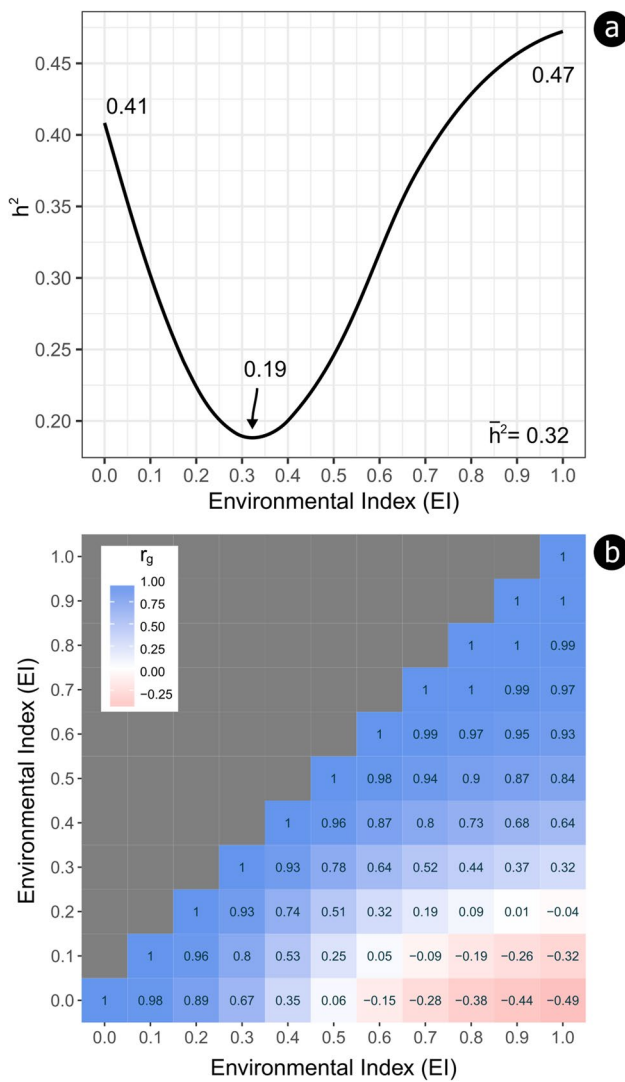 a
0.41
0.47
0.19
h̅²= 0.32
h²
0.45
0.40
0.35
0.30
0.25
0.20
0.0 0.1 0.2 0.3 0.4 0.5 0.6 0.7 0.8 0.9 1.0
Environmental Index (EI)
b
r_g
1.00
0.75
0.50
0.25
0.00
−0.25
Environmental Index (EI)
1.0 1
0.9 1 1
0.8 1 1 0.99
0.7 1 1 0.99 0.97
0.6 1 0.99 0.97 0.95 0.93
0.5 1 0.98 0.94 0.9 0.87 0.84
0.4 1 0.96 0.87 0.8 0.73 0.68 0.64
0.3 1 0.93 0.78 0.64 0.52 0.44 0.37 0.32
0.2 1 0.93 0.74 0.51 0.32 0.19 0.09 0.01 −0.04
0.1 1 0.96 0.8 0.53 0.25 0.05 −0.09 −0.19 −0.26 −0.32
0.0 1 0.98 0.89 0.67 0.35 0.06 −0.15 −0.28 −0.38 −0.44 −0.49
0.0 0.1 0.2 0.3 0.4 0.5 0.6 0.7 0.8 0.9 1.0
Environmental Index (EI)